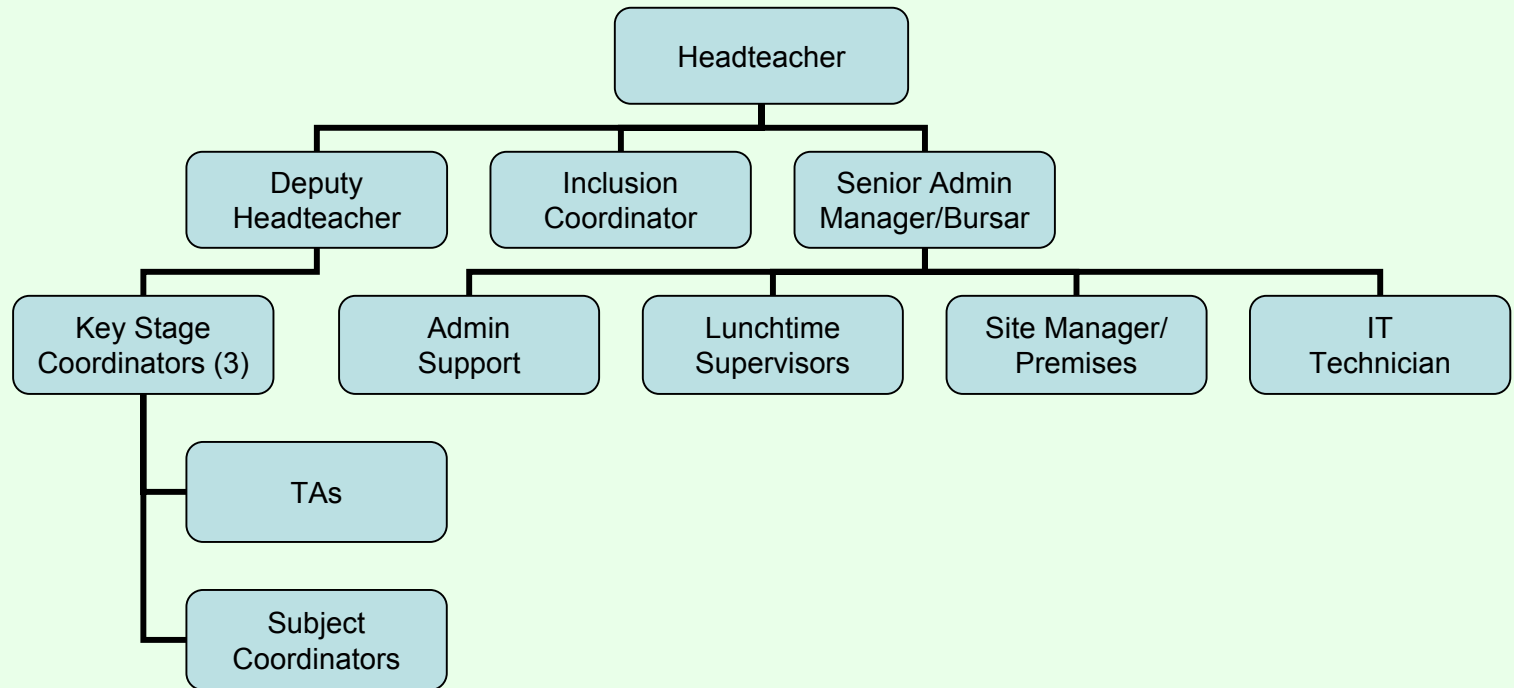 Headteacher
Deputy
Headteacher
Inclusion
Coordinator
Senior Admin
Manager/Bursar
Key Stage
Coordinators (3)
Admin
Support
Lunchtime
Supervisors
Site Manager/
Premises
IT
Technician
TAs
Subject
Coordinators